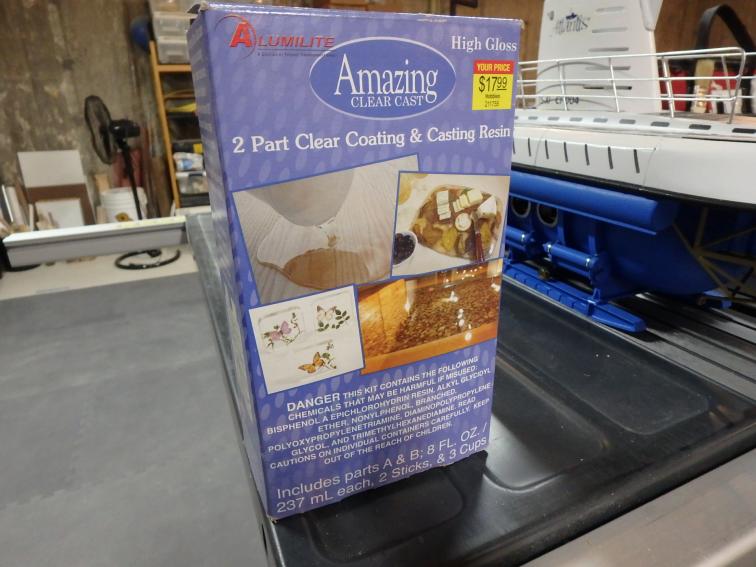 ALUMILITE
High Gloss
Amazing
CLEAR CAST
YOUR PRICE
$17.99
Hobbies
211759
2 Part Clear Coating & Casting Resin
DANGER THIS KIT CONTAINS THE FOLLOWING
CHEMICALS THAT MAY BE HARMFUL IF MISUSED:
BISPHENOL A EPICHLOROHYDRIN RESIN, ALKYL GLYCIDYL
ETHER, NONYLPHENOL, BRANCHED,
POLYOXYPROPYLENETRIAMINE, DIAMINOPOLYPROPYLENE
GLYCOL, AND TRIMETHYLHEXANEDIAMINE. READ
CAUTIONS ON INDIVIDUAL CONTAINERS CAREFULLY. KEEP
OUT OF THE REACH OF CHILDREN.
Includes parts A & B; 8 FL. OZ. /
237 mL each, 2 Sticks, & 3 Cups
Atlantis